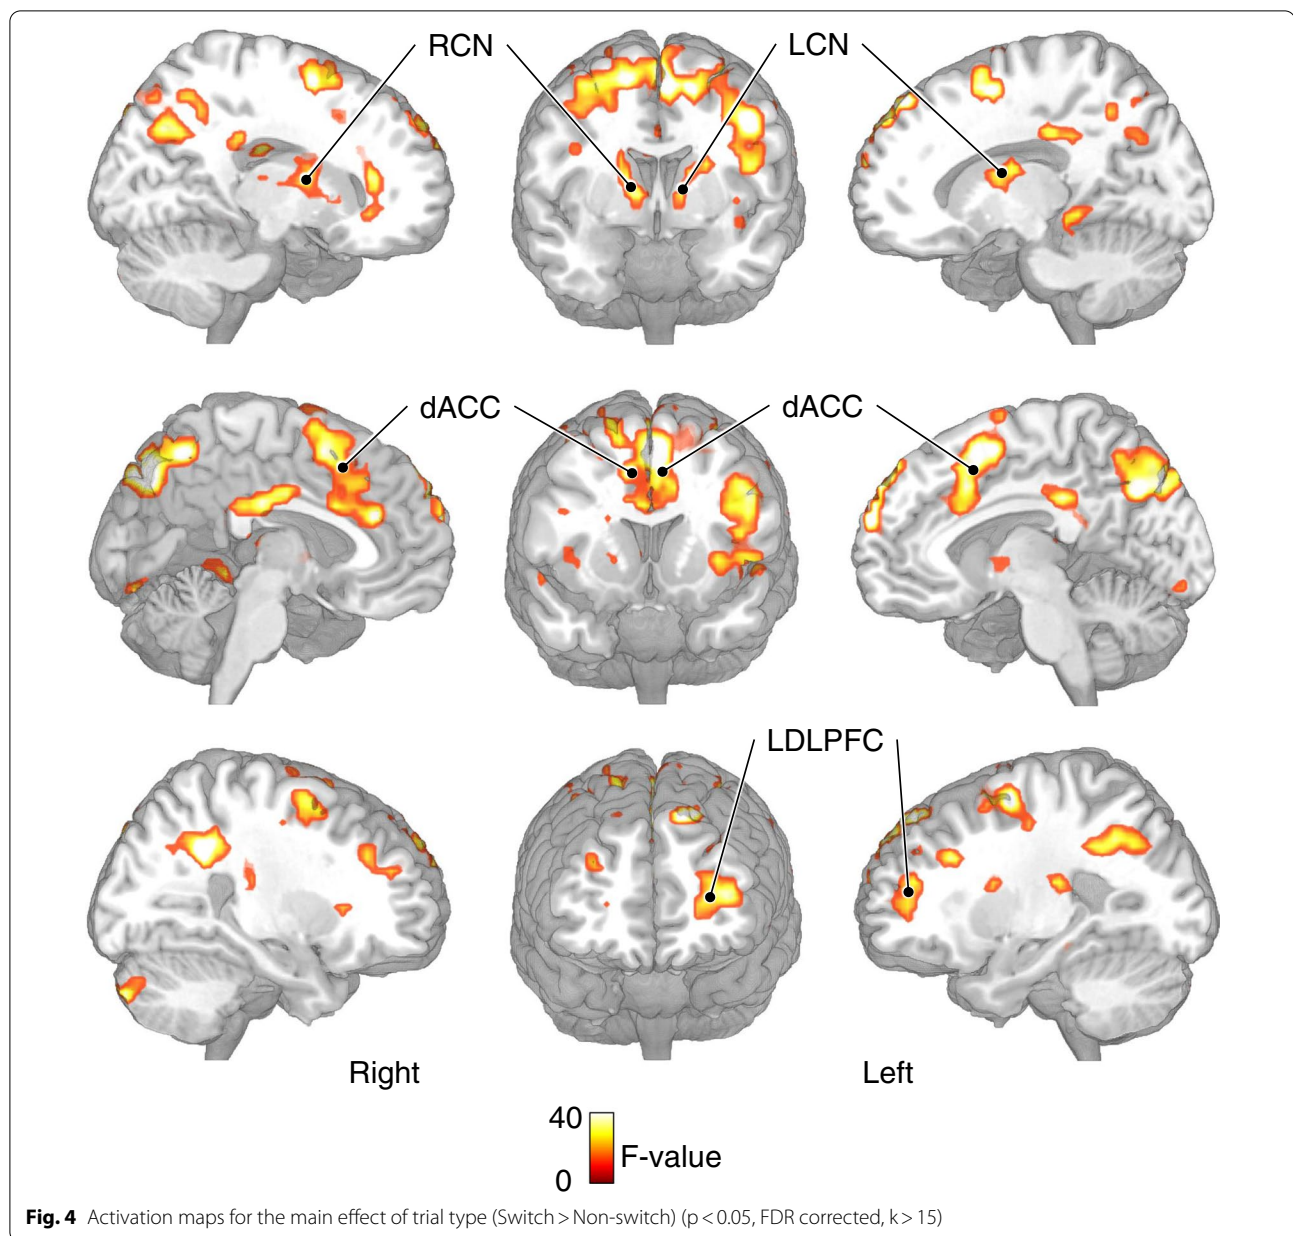 RCN
LCN
dACC
dACC
LDLPFC
Right
Left
40
0
F-value
Fig. 4 Activation maps for the main effect of trial type (Switch > Non-switch) (p < 0.05, FDR corrected, k > 15)